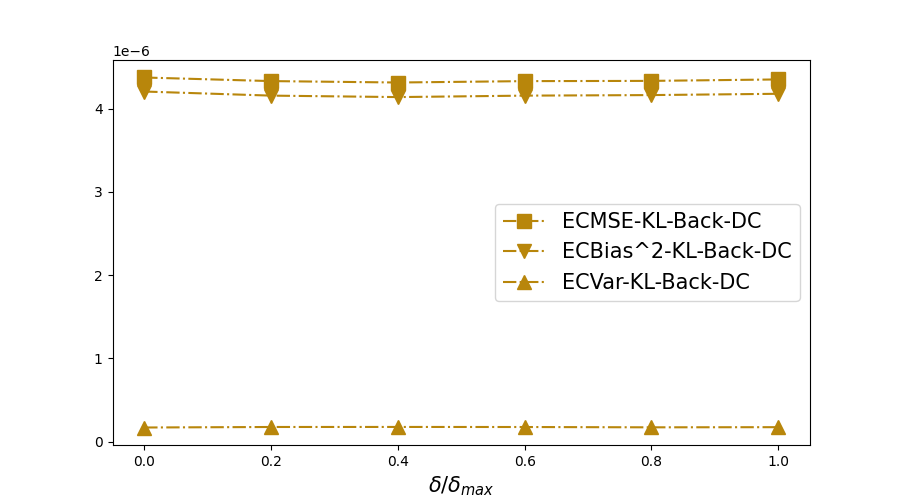 1e−6
4
3
2
1
0
ECMSE-KL-Back-DC
ECBias^2-KL-Back-DC
ECVar-KL-Back-DC
0.0 0.2 0.4 0.6 0.8 1.0
δ/δmax